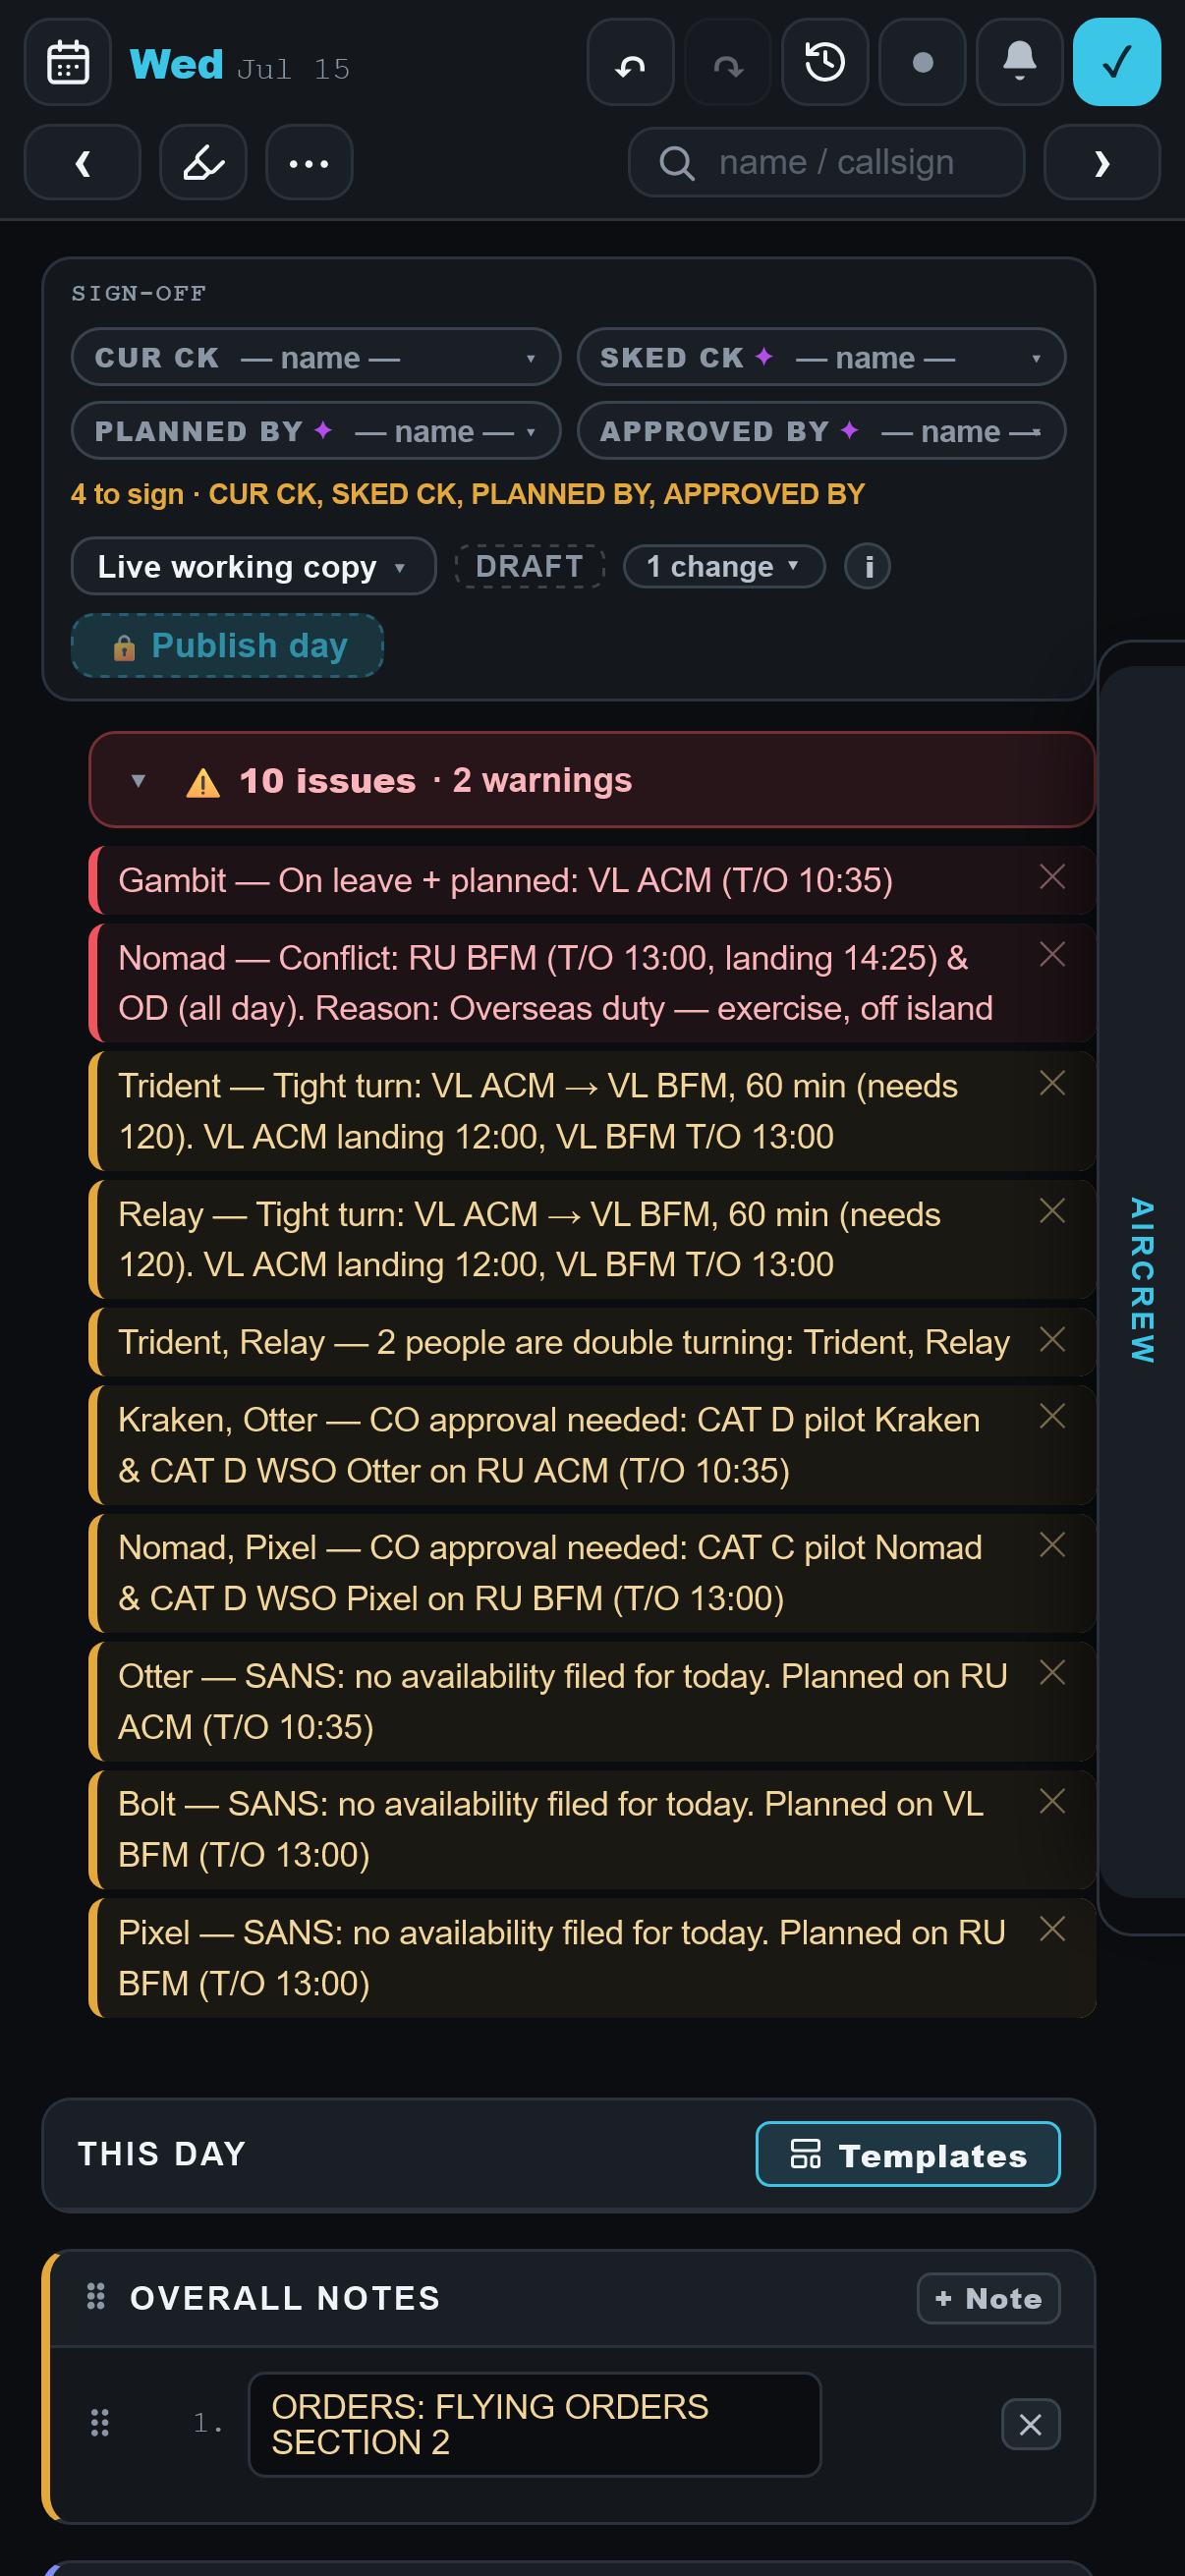 Wed Jul 15
name / callsign
SIGN-OFF
CUR CK — name —
SKED CK — name —
PLANNED BY — name —
APPROVED BY — name —
4 to sign · CUR CK, SKED CK, PLANNED BY, APPROVED BY
Live working copy
DRAFT
1 change
i
Publish day
10 issues · 2 warnings
Gambit — On leave + planned: VL ACM (T/O 10:35)
Nomad — Conflict: RU BFM (T/O 13:00, landing 14:25) &
OD (all day). Reason: Overseas duty — exercise, off island
Trident — Tight turn: VL ACM → VL BFM, 60 min (needs
120). VL ACM landing 12:00, VL BFM T/O 13:00
Relay — Tight turn: VL ACM → VL BFM, 60 min (needs
120). VL ACM landing 12:00, VL BFM T/O 13:00
Trident, Relay — 2 people are double turning: Trident, Relay
Kraken, Otter — CO approval needed: CAT D pilot Kraken
& CAT D WSO Otter on RU ACM (T/O 10:35)
Nomad, Pixel — CO approval needed: CAT C pilot Nomad
& CAT D WSO Pixel on RU BFM (T/O 13:00)
Otter — SANS: no availability filed for today. Planned on RU
ACM (T/O 10:35)
Bolt — SANS: no availability filed for today. Planned on VL
BFM (T/O 13:00)
Pixel — SANS: no availability filed for today. Planned on RU
BFM (T/O 13:00)
AIRCREW
THIS DAY
Templates
OVERALL NOTES
+ Note
1.
ORDERS: FLYING ORDERS
SECTION 2